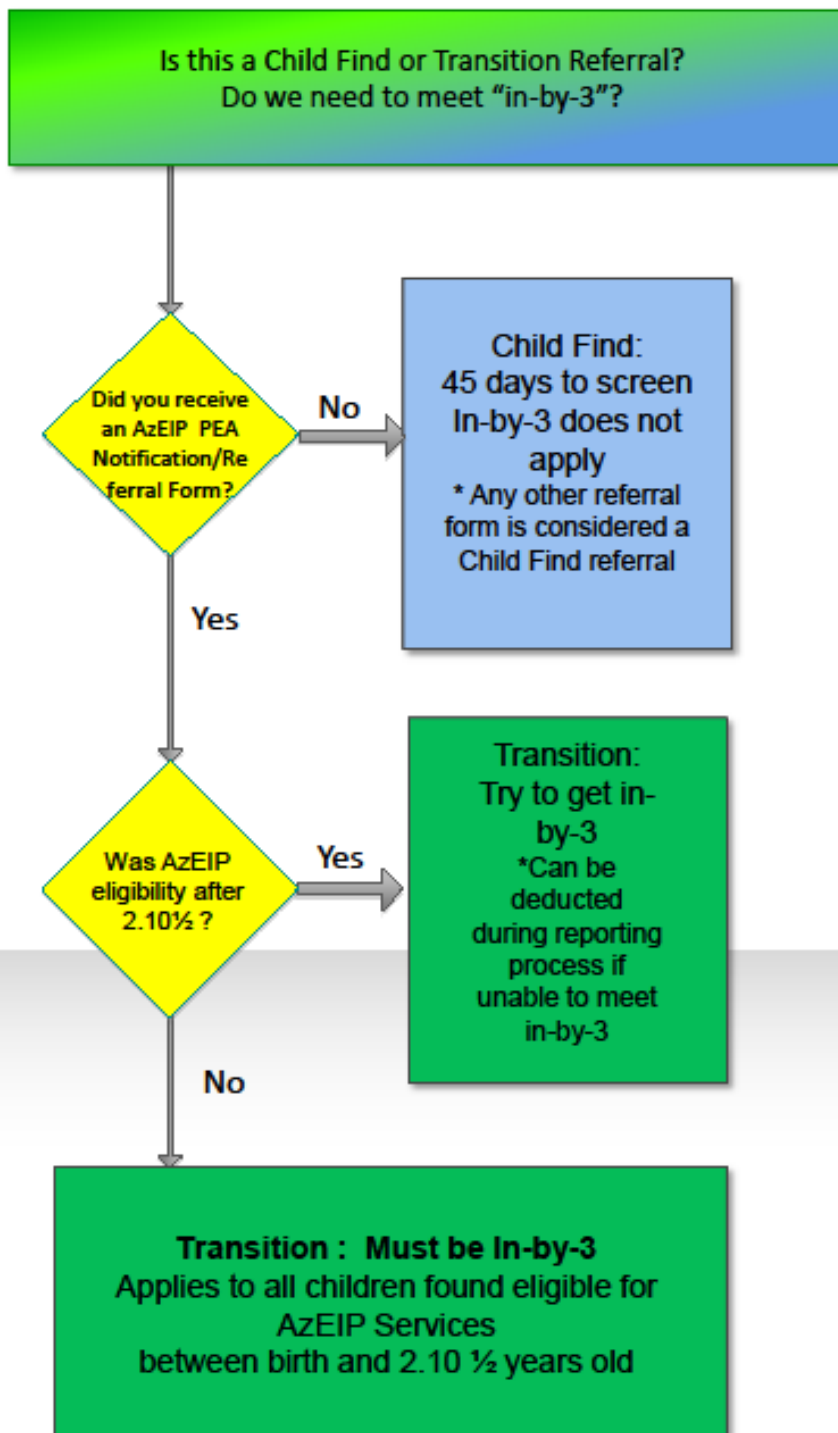 Is this a Child Find or Transition Referral?
Do we need to meet “in-by-3”?
Did you receive
an AzEIP PEA
Notification/Re
ferral Form?
No
Child Find:
45 days to screen
In-by-3 does not
apply
* Any other referral
form is considered a
Child Find referral
Yes
Was AzEIP
eligibility after
2.10½ ?
Yes
Transition:
Try to get in-
by-3
*Can be
deducted
during reporting
process if
unable to meet
in-by-3
No
Transition : Must be In-by-3
Applies to all children found eligible for
AzEIP Services
between birth and 2.10 ½ years old